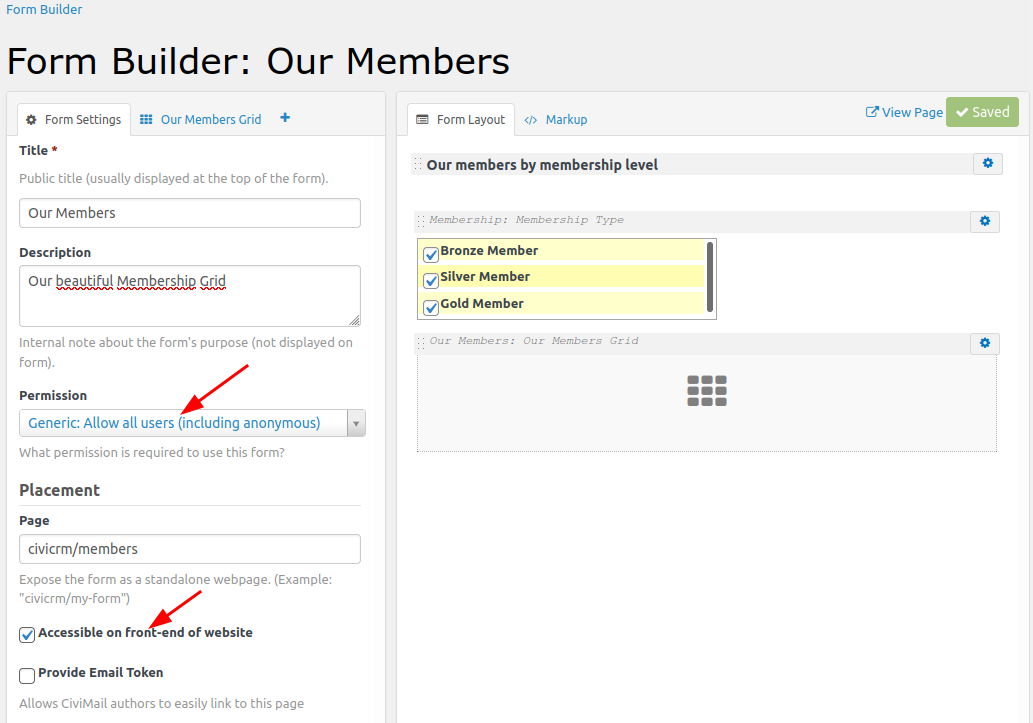 Form Builder
Form Builder: Our Members
Form Settings
Our Members Grid
Title *
Public title (usually displayed at the top of the form).
Our Members
Description
Our beautiful Membership Grid
Internal note about the form's purpose (not displayed on
form).
Permission
Generic: Allow all users (including anonymous)
What permission is required to use this form?
Placement
Page
civicrm/members
Expose the form as a standalone webpage. (Example:
"civicrm/my-form")
Accessible on front-end of website
Provide Email Token
Allows CiviMail authors to easily link to this page
Form Layout
</> Markup
View Page
Saved
Our members by membership level
Membership: Membership Type
Bronze Member
Silver Member
Gold Member
Our Members: Our Members Grid